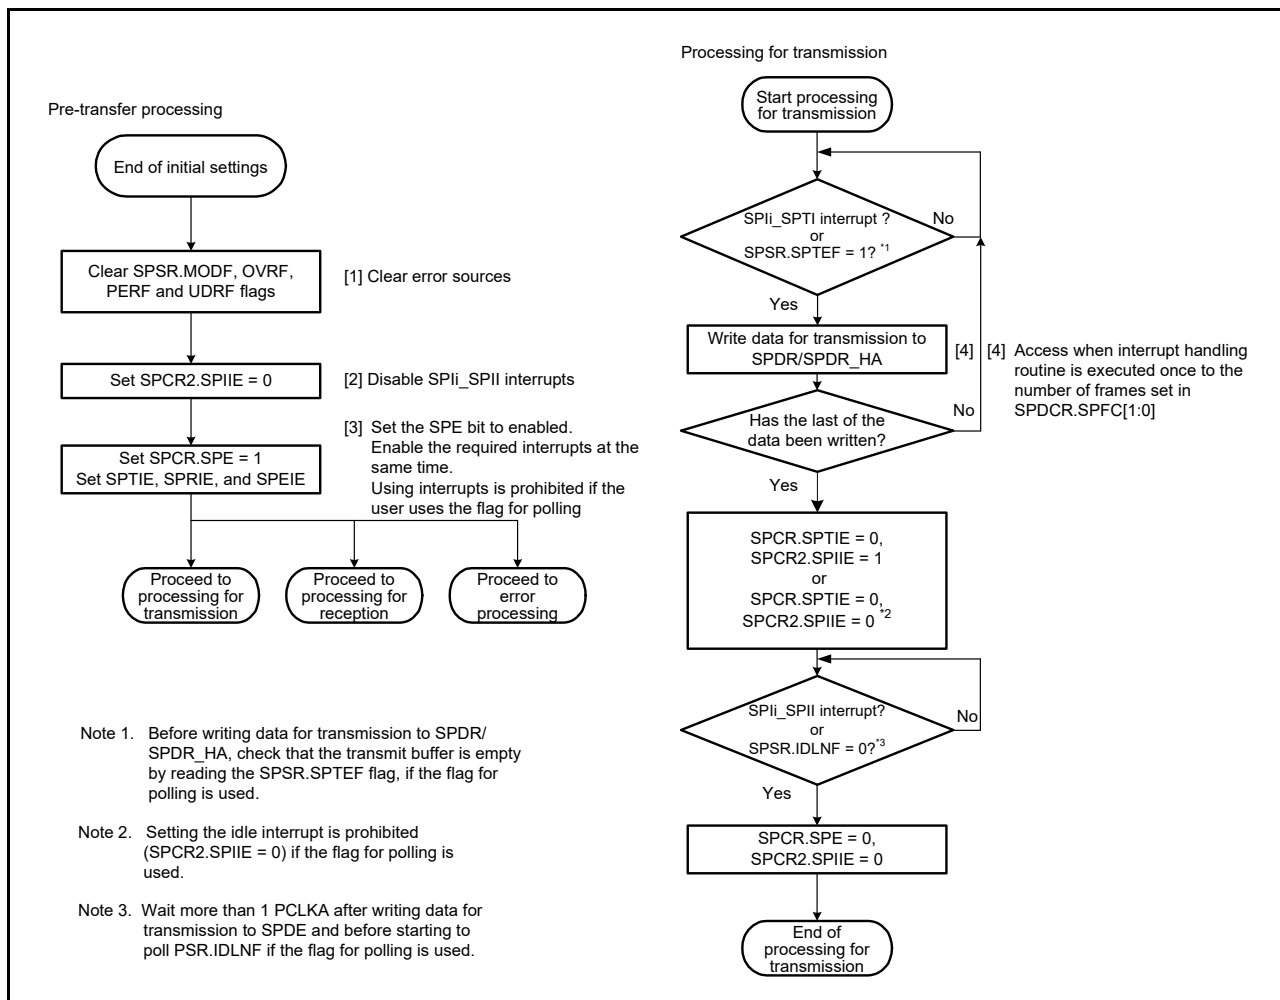 Pre-transfer processing
End of initial settings
Clear SPSR.MODF, OVRF,
PERF and UDRF flags
[1] Clear error sources
Set SPCR2.SPIIE = 0
[2] Disable SPIi_SPII interrupts
Set SPCR.SPE = 1
Set SPTIE, SPRIE, and SPEIE
[3] Set the SPE bit to enabled.
Enable the required interrupts at the
same time.
Using interrupts is prohibited if the
user uses the flag for polling
Proceed to
processing for
transmission
Proceed to
processing for
reception
Proceed to
error
processing
Note 1. Before writing data for transmission to SPDR/
SPDR_HA, check that the transmit buffer is empty
by reading the SPSR.SPTEF flag, if the flag for
polling is used.
Note 2. Setting the idle interrupt is prohibited
(SPCR2.SPIIE = 0) if the flag for polling is
used.
Note 3. Wait more than 1 PCLKA after writing data for
transmission to SPDE and before starting to
poll PSR.IDLNF if the flag for polling is used.
Processing for transmission
Start processing
for transmission
SPIi_SPTI interrupt ?
or
SPSR.SPTEF = 1? *1
No
Yes
Write data for transmission to
SPDR/SPDR_HA
[4]
[4] Access when interrupt handling
routine is executed once to the
number of frames set in
SPDCR.SPFC[1:0]
Has the last of the
data been written?
No
Yes
SPCR.SPTIE = 0,
SPCR2.SPIIE = 1
or
SPCR.SPTIE = 0,
SPCR2.SPIIE = 0 *2
SPIi_SPII interrupt?
or
SPSR.IDLNF = 0?*3
No
Yes
SPCR.SPE = 0,
SPCR2.SPIIE = 0
End of
processing for
transmission